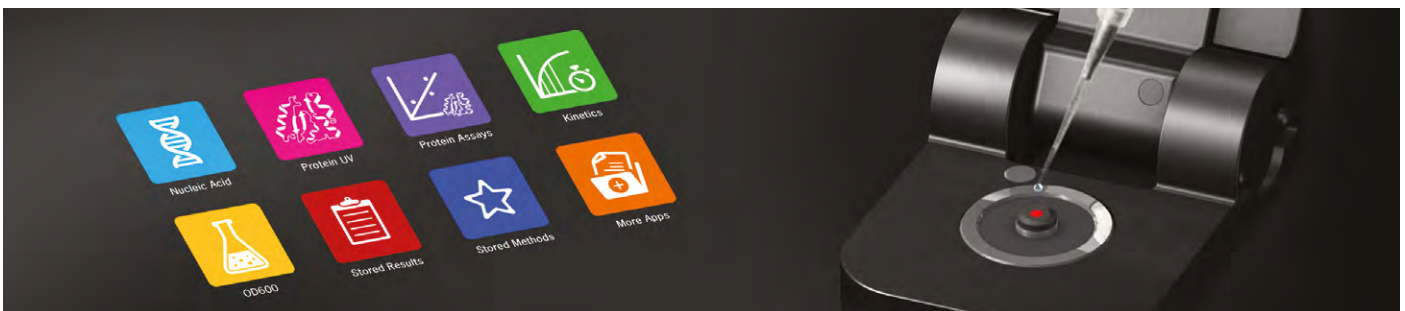 Nucleic Acid
Protein UV
Protein Assays
Kinetics
OD600
Stored Results
Stored Methods
More Apps